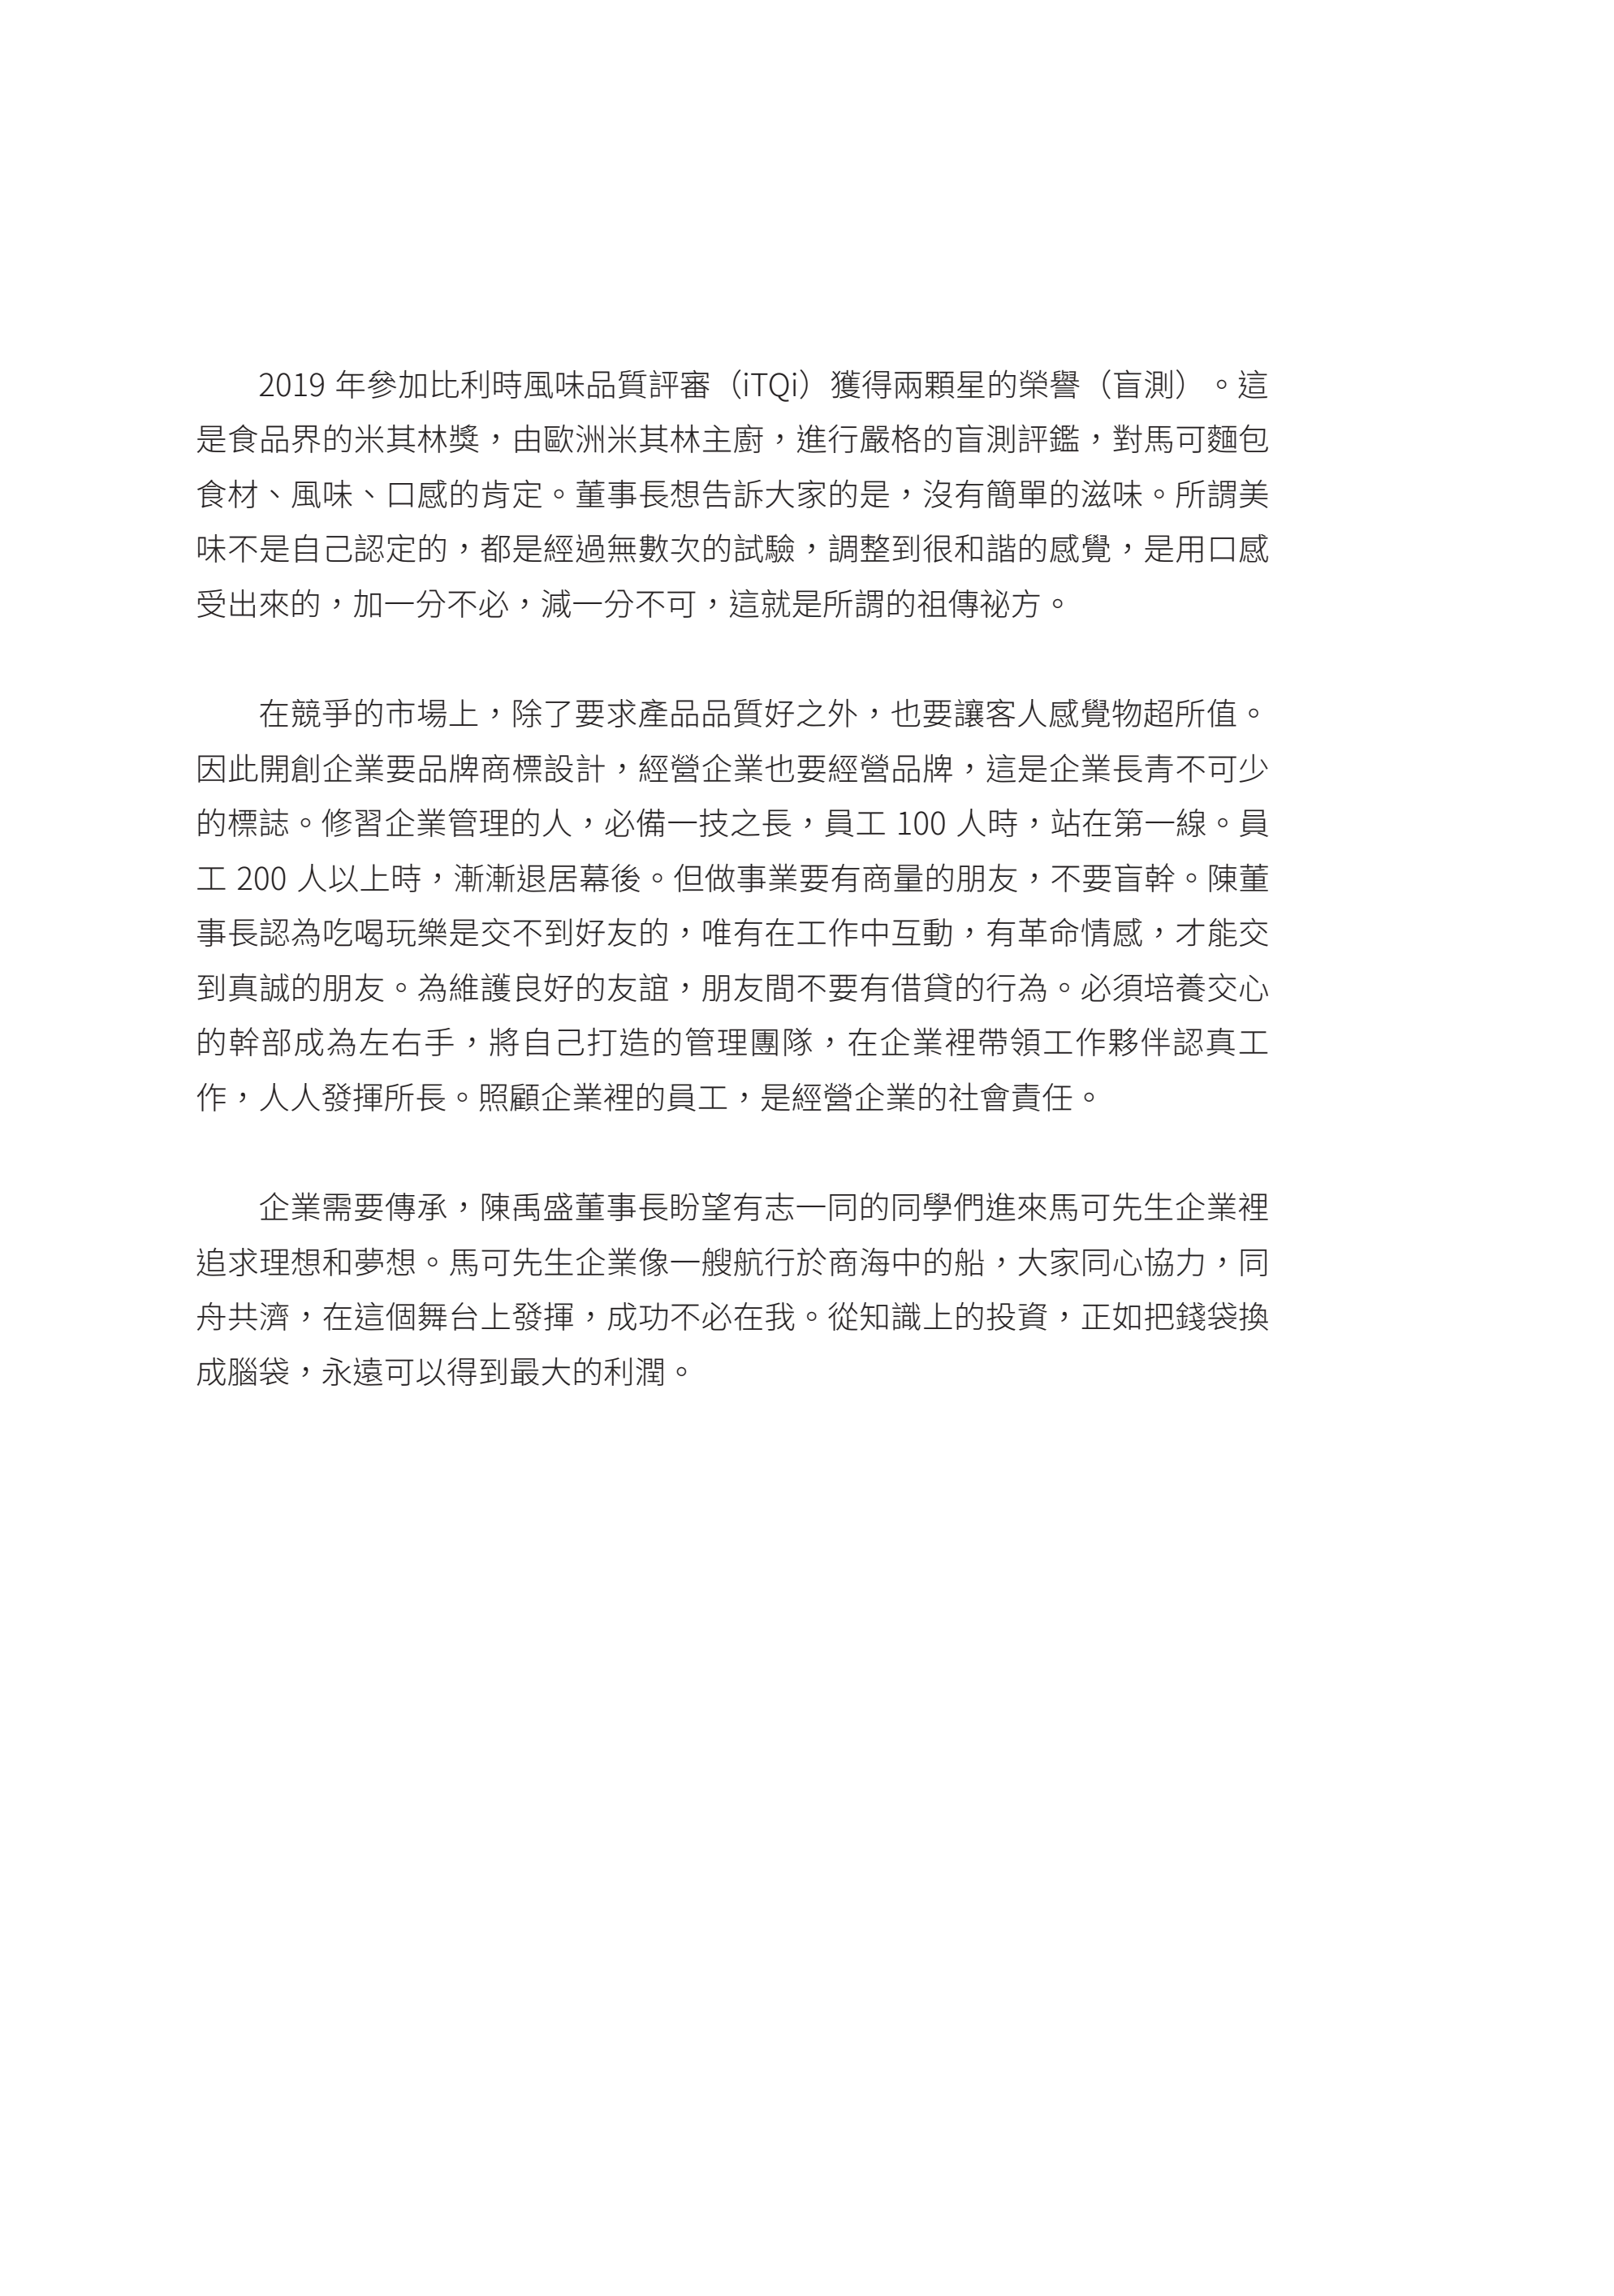 2019 年參加比利時風味品質評審（iTQi）獲得兩顆星的榮譽（盲測）。這
是食品界的米其林獎，由歐洲米其林主廚，進行嚴格的盲測評鑑，對馬可麵包
食材、風味、口感的肯定。董事長想告訴大家的是，沒有簡單的滋味。所謂美
味不是自己認定的，都是經過無數次的試驗，調整到很和諧的感覺，是用口感
受出來的，加一分不必，減一分不可，這就是所謂的祖傳祕方。
在競爭的市場上，除了要求產品品質好之外，也要讓客人感覺物超所值。
因此開創企業要品牌商標設計，經營企業也要經營品牌，這是企業長青不可少
的標誌。修習企業管理的人，必備一技之長，員工 100 人時，站在第一線。員
工 200 人以上時，漸漸退居幕後。但做事業要有商量的朋友，不要盲幹。陳董
事長認為吃喝玩樂是交不到好友的，唯有在工作中互動，有革命情感，才能交
到真誠的朋友。為維護良好的友誼，朋友間不要有借貸的行為。必須培養交心
的幹部成為左右手，將自己打造的管理團隊，在企業裡帶領工作夥伴認真工
作，人人發揮所長。照顧企業裡的員工，是經營企業的社會責任。
企業需要傳承，陳禹盛董事長盼望有志一同的同學們進來馬可先生企業裡
追求理想和夢想。馬可先生企業像一艘航行於商海中的船，大家同心協力，同
舟共濟，在這個舞台上發揮，成功不必在我。從知識上的投資，正如把錢袋換
成腦袋，永遠可以得到最大的利潤。